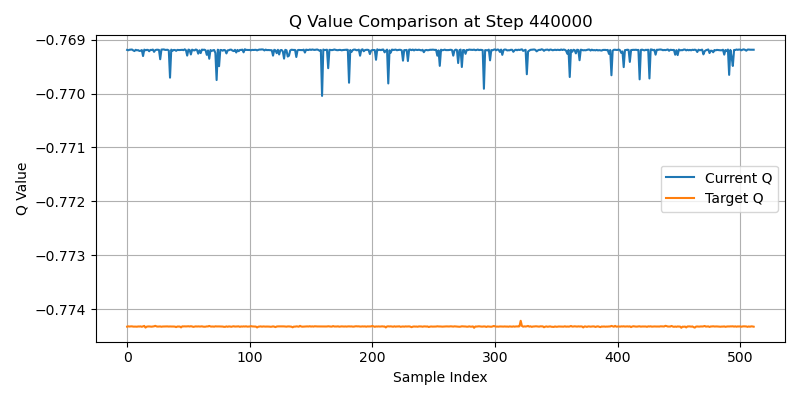 Q Value Comparison at Step 440000
−0.769
−0.770
−0.771
−0.772
−0.773
−0.774
Q Value
Current Q
Target Q
0
100
200
300
400
500
Sample Index